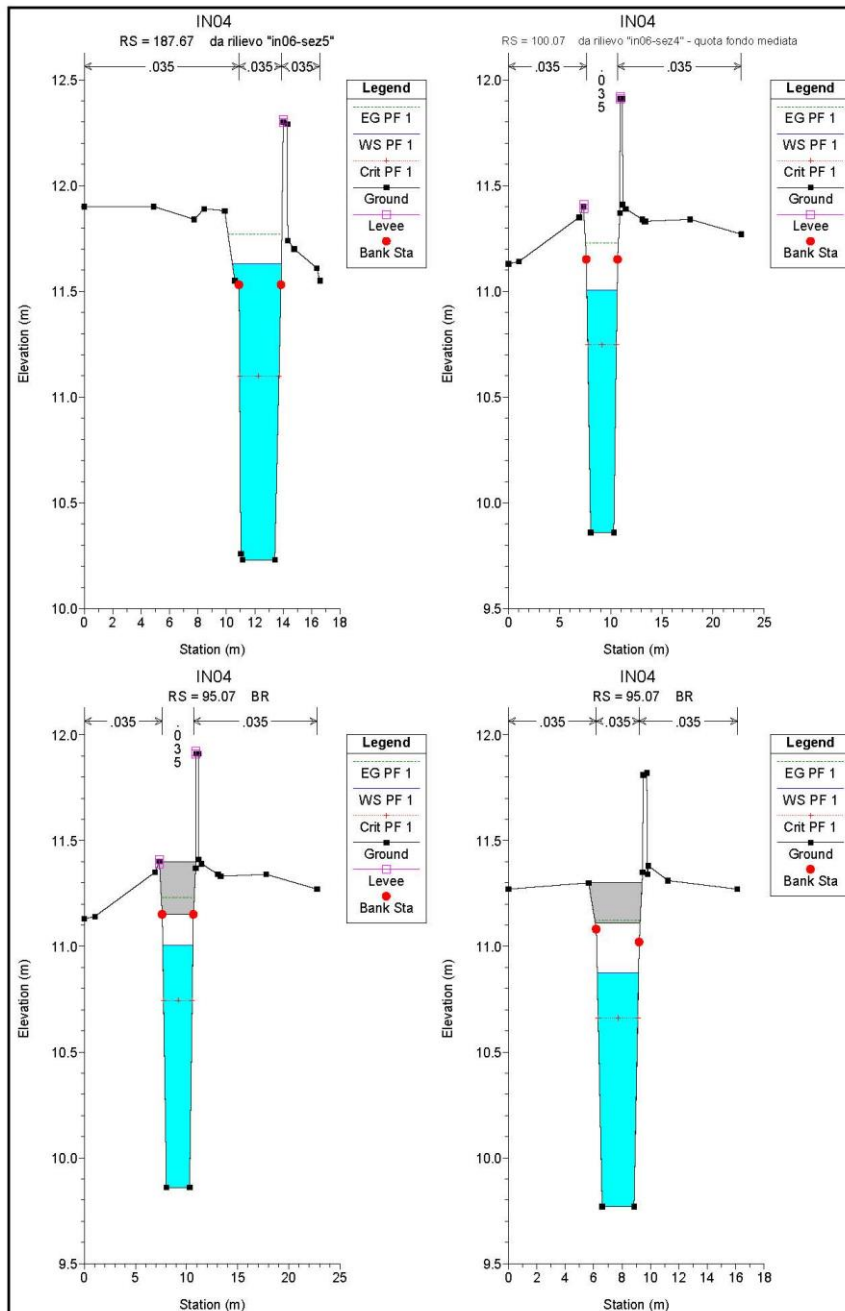 IN04
RS = 187.67 da rilievo "in06-sez5"
.035 .035 .035
12.5
12.0
11.5
11.0
10.5
10.0
Elevation (m)
0 2 4 6 8 10 12 14 16 18
Station (m)
Legend
EG PF 1
WS PF 1
Crit PF 1
Ground
Levee
Bank Sta
IN04
RS = 100.07 da rilievo "in06-sez4" - quota fondo mediata
.035 .035 .035
12.0
11.5
11.0
10.5
10.0
9.5
Elevation (m)
0 5 10 15 20 25
Station (m)
Legend
EG PF 1
WS PF 1
Crit PF 1
Ground
Levee
Bank Sta
IN04
RS = 95.07 BR
.035 .035 .035
12.0
11.5
11.0
10.5
10.0
9.5
Elevation (m)
0 5 10 15 20 25
Station (m)
Legend
EG PF 1
WS PF 1
Crit PF 1
Ground
Levee
Bank Sta
IN04
RS = 95.07 BR
.035 .035 .035
12.0
11.5
11.0
10.5
10.0
9.5
Elevation (m)
0 2 4 6 8 10 12 14 16 18
Station (m)
Legend
EG PF 1
WS PF 1
Crit PF 1
Ground
Bank Sta